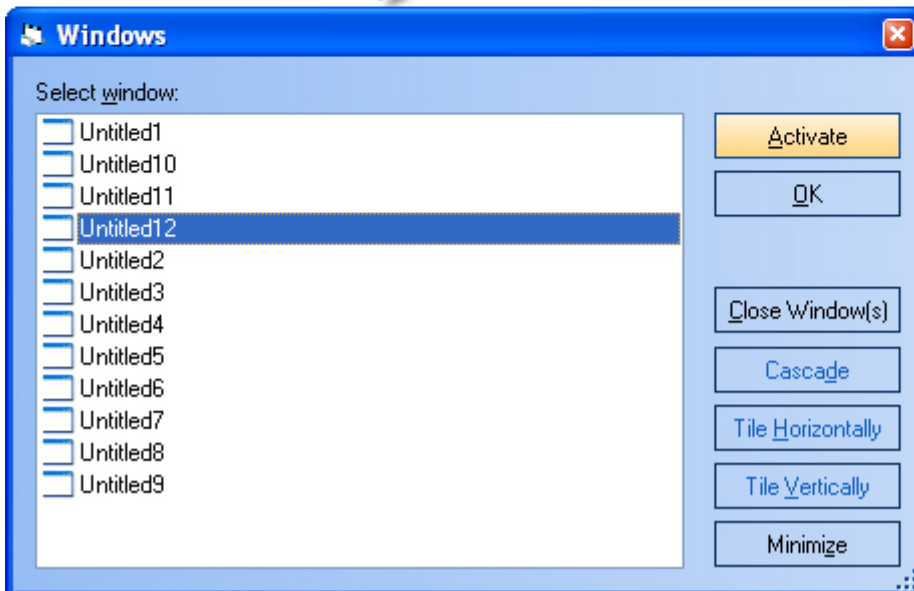 Windows
Select window:
Untitled1
Untitled10
Untitled11
Untitled12
Untitled2
Untitled3
Untitled4
Untitled5
Untitled6
Untitled7
Untitled8
Untitled9
Activate
OK
Close Window(s)
Cascade
Tile Horizontally
Tile Vertically
Minimize